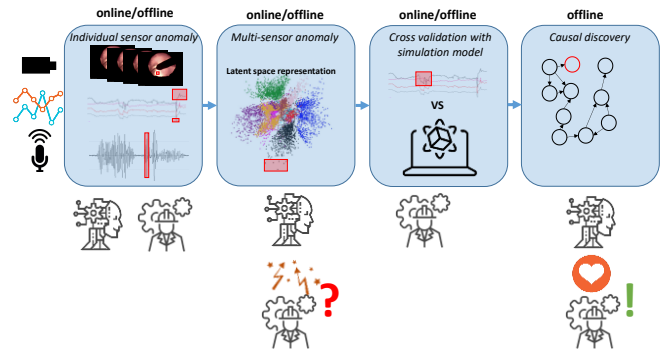 online/offline
online/offline
online/offline
offline
Individual sensor anomaly
Multi-sensor anomaly
Cross validation with
simulation model
Causal discovery
Latent space representation
VS
?
!